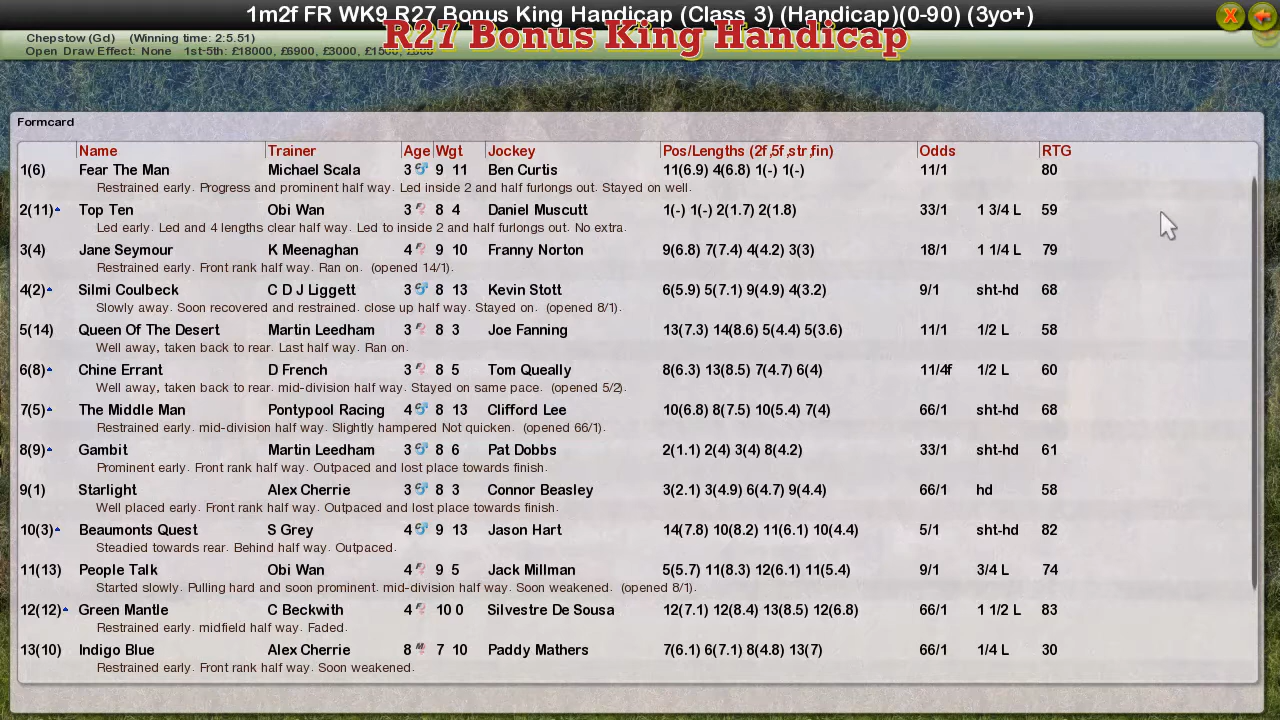 1m2f FR WK9 R27 Bonus King Handicap (Class 3) (Handicap)(0-90) (3yo+)
R27 Bonus King Handicap
Chepstow (Gd) (Winning time: 2:5.51)
Open Draw Effect: None 1st-5th: £18000, £6900, £3000,
Formcard
Name Trainer Age Wgt Jockey Pos/Lengths (2f,5f,str,fin) Odds RTG
1(6) Fear The Man Michael Scala 3 9 11 Ben Curtis 11(6.9) 4(6.8) 1(-) 1(-) 11/1 80
Restrained early. Progress and prominent half way. Led inside 2 and half furlongs out. Stayed on well.
2(11) Top Ten Obi Wan 3 8 4 Daniel Muscutt 1(-) 1(-) 2(1.7) 2(1.8) 33/1 1 3/4 L 59
Led early. Led and 4 lengths clear half way. Led to inside 2 and half furlongs out. No extra.
3(4) Jane Seymour K Meenaghan 4 9 10 Franny Norton 9(6.8) 7(7.4) 4(4.2) 3(3) 18/1 1 1/4 L 79
Restrained early. Front rank half way. Ran on. (opened 14/1).
4(2) Silmi Coulbeck C D J Liggett 3 8 13 Kevin Stott 6(5.9) 5(7.1) 9(4.9) 4(3.2) 9/1 sht-hd 68
Slowly away. Soon recovered and restrained. close up half way. Stayed on. (opened 8/1).
5(14) Queen Of The Desert Martin Leedham 3 8 3 Joe Fanning 13(7.3) 14(8.6) 5(4.4) 5(3.6) 11/1 1/2 L 58
Well away, taken back to rear. Last half way. Ran on.
6(8) Chine Errant D French 3 8 5 Tom Queally 8(6.3) 13(8.5) 7(4.7) 6(4) 11/4f 1/2 L 60
Well away, taken back to rear. mid-division half way. Stayed on same pace. (opened 5/2).
7(5) The Middle Man Pontypool Racing 4 8 13 Clifford Lee 10(6.8) 8(7.5) 10(5.4) 7(4) 66/1 sht-hd 68
Restrained early. mid-division half way. Slightly hampered Not quicken. (opened 66/1).
8(9) Gambit Martin Leedham 3 8 6 Pat Dobbs 2(1.1) 2(4) 3(4) 8(4.2) 33/1 sht-hd 61
Prominent early. Front rank half way. Outpaced and lost place towards finish.
9(1) Starlight Alex Cherrie 3 8 3 Connor Beasley 3(2.1) 3(4.9) 6(4.7) 9(4.4) 66/1 hd 58
Well placed early. Front rank half way. Outpaced and lost place towards finish.
10(3) Beaumonts Quest S Grey 4 9 13 Jason Hart 14(7.8) 10(8.2) 11(6.1) 10(4.4) 5/1 sht-hd 82
Steadied towards rear. Behind half way. Outpaced.
11(13) People Talk Obi Wan 4 9 5 Jack Millman 5(5.7) 11(8.3) 12(6.1) 11(5.4) 9/1 3/4 L 74
Started slowly. Pulling hard and soon prominent. mid-division half way. Soon weakened. (opened 8/1).
12(12) Green Mantle C Beckwith 4 10 0 Silvestre De Sousa 12(7.1) 12(8.4) 13(8.5) 12(6.8) 66/1 1 1/2 L 83
Restrained early. midfield half way. Faded.
13(10) Indigo Blue Alex Cherrie 8 7 10 Paddy Mathers 7(6.1) 6(7.1) 8(4.8) 13(7) 66/1 1/4 L 30
Restrained early. Front rank half way. Soon weakened.